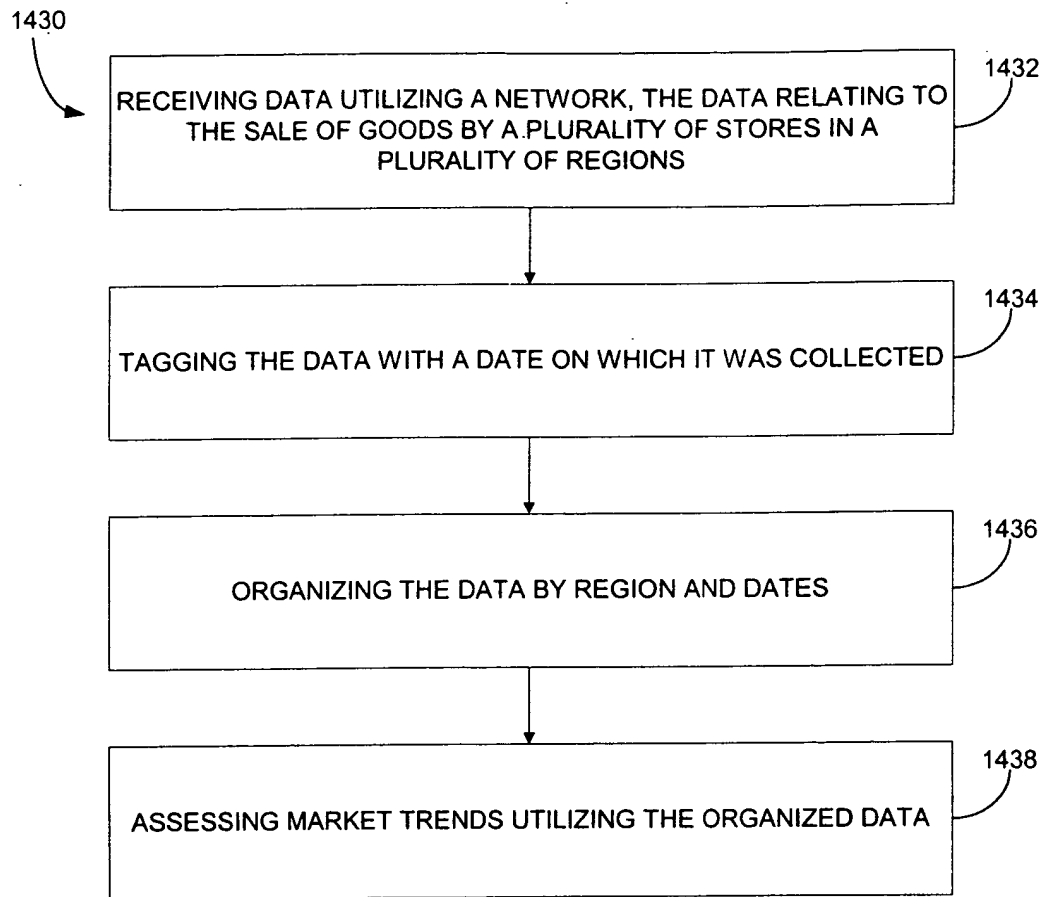 1430
1432
RECEIVING DATA UTILIZING A NETWORK, THE DATA RELATING TO
THE SALE OF GOODS BY A PLURALITY OF STORES IN A
PLURALITY OF REGIONS
1434
TAGGING THE DATA WITH A DATE ON WHICH IT WAS COLLECTED
1436
ORGANIZING THE DATA BY REGION AND DATES
1438
ASSESSING MARKET TRENDS UTILIZING THE ORGANIZED DATA